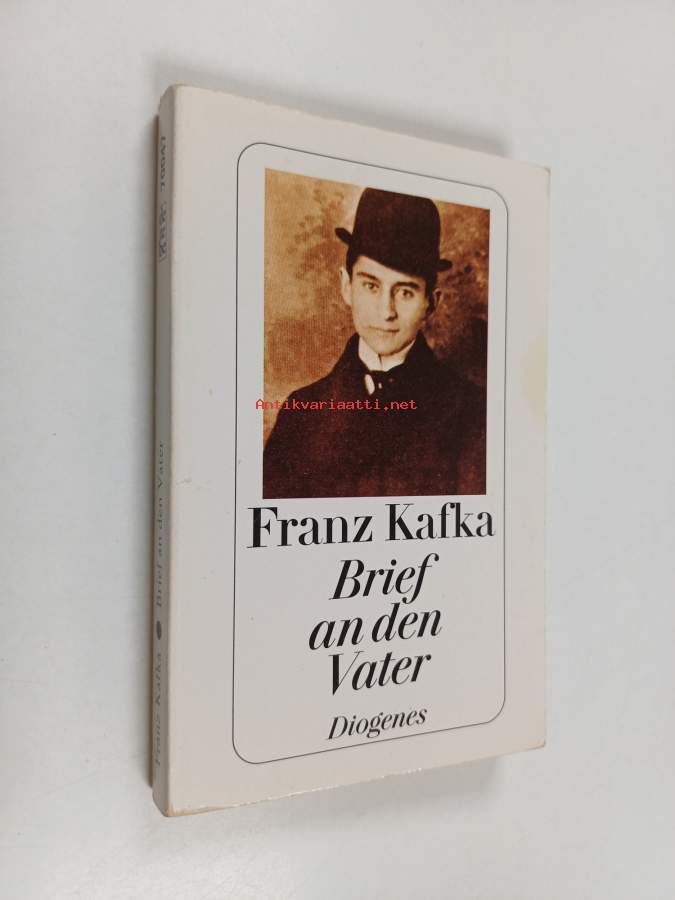 Franz Kafka
Brief
an den
Vater
Diogenes
Franz Kafka ● Brief an den Vater
Antikvariaatti.net